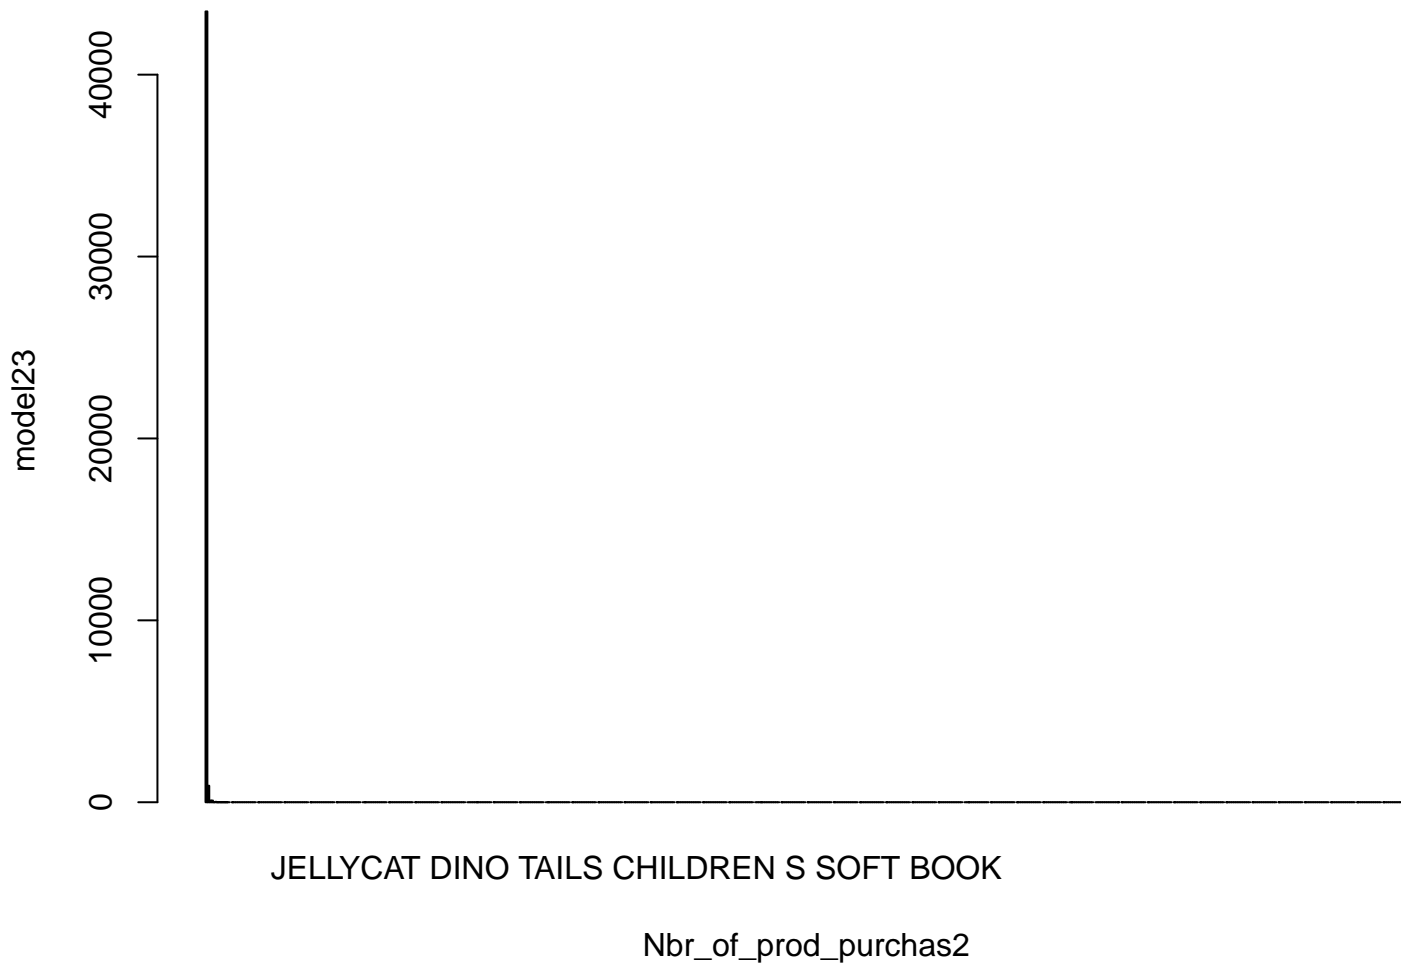 40000
30000
20000
10000
0
model23
JELLYCAT DINO TAILS CHILDREN S SOFT BOOK
Nbr_of_prod_purchas2